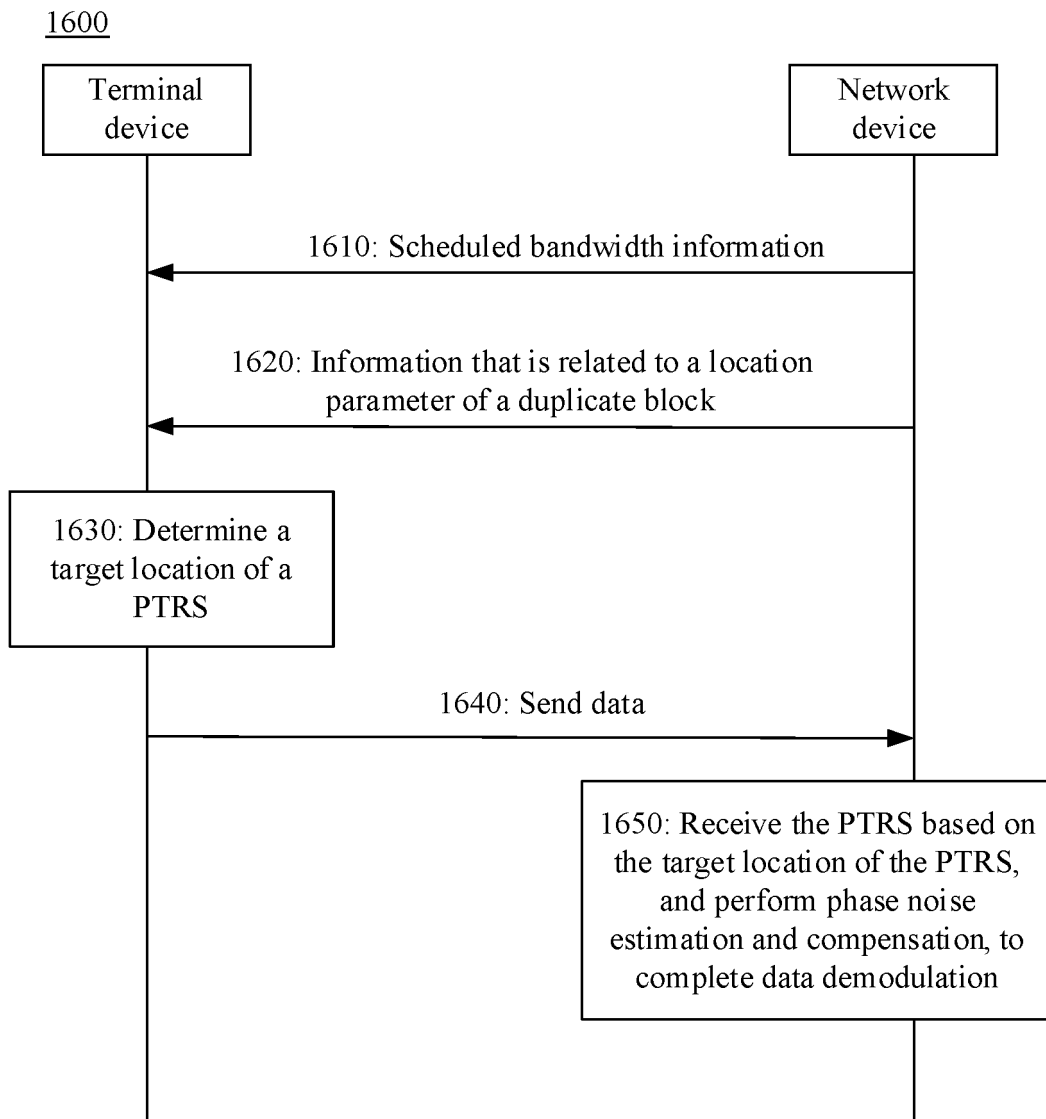 1600
Terminal
device
Network
device
1610: Scheduled bandwidth information
1620: Information that is related to a location
parameter of a duplicate block
1630: Determine a
target location of a
PTRS
1640: Send data
1650: Receive the PTRS based on
the target location of the PTRS,
and perform phase noise
estimation and compensation, to
complete data demodulation